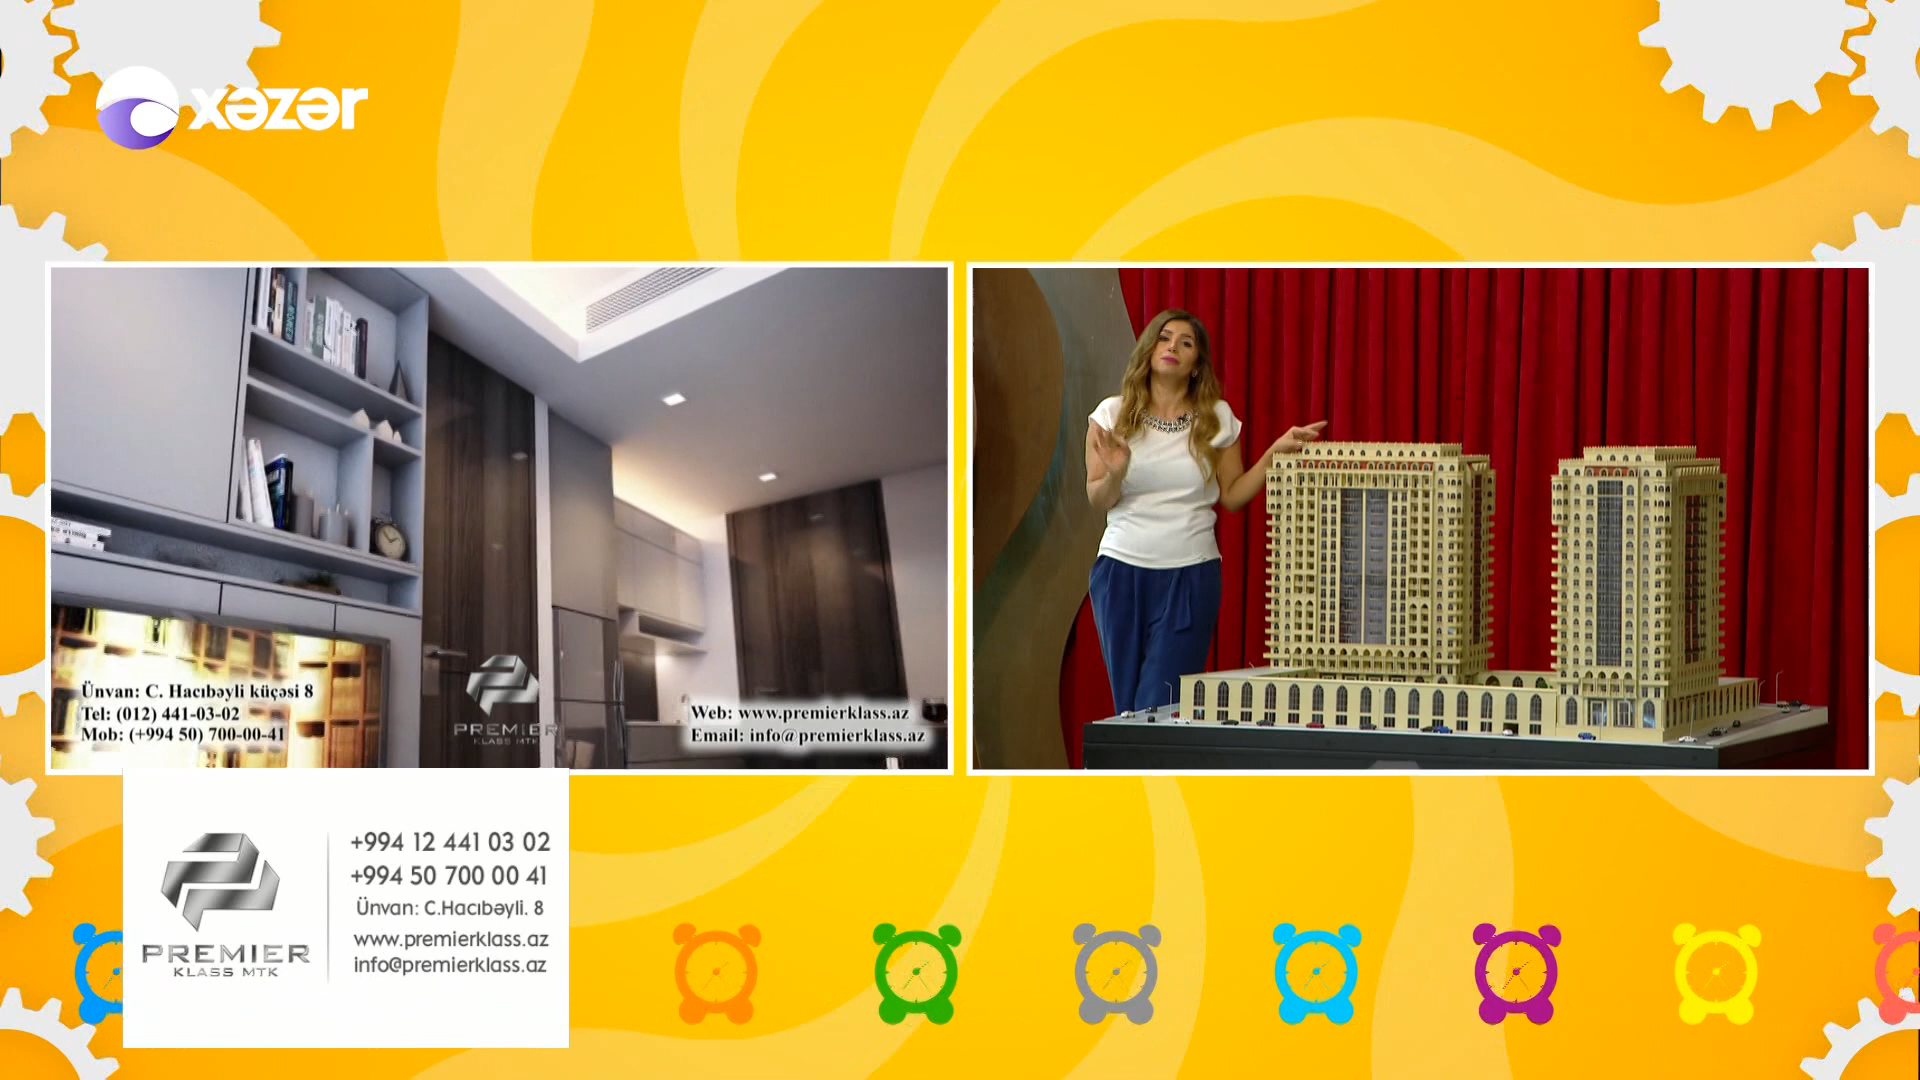 xəzər
Ünvan: C. Hacıbəyli küçəsi 8
Tel: (012) 441-03-02
Mob: (+994 50) 700-00-41
PREMIER
KLASS MTK
Web: www.premierklass.az
Email: info@premierklass.az
PREMIER
KLASS MTK
+994 12 441 03 02
+994 50 700 00 41
Ünvan: C.Hacıbəyli. 8
www.premierklass.az
info@premierklass.az